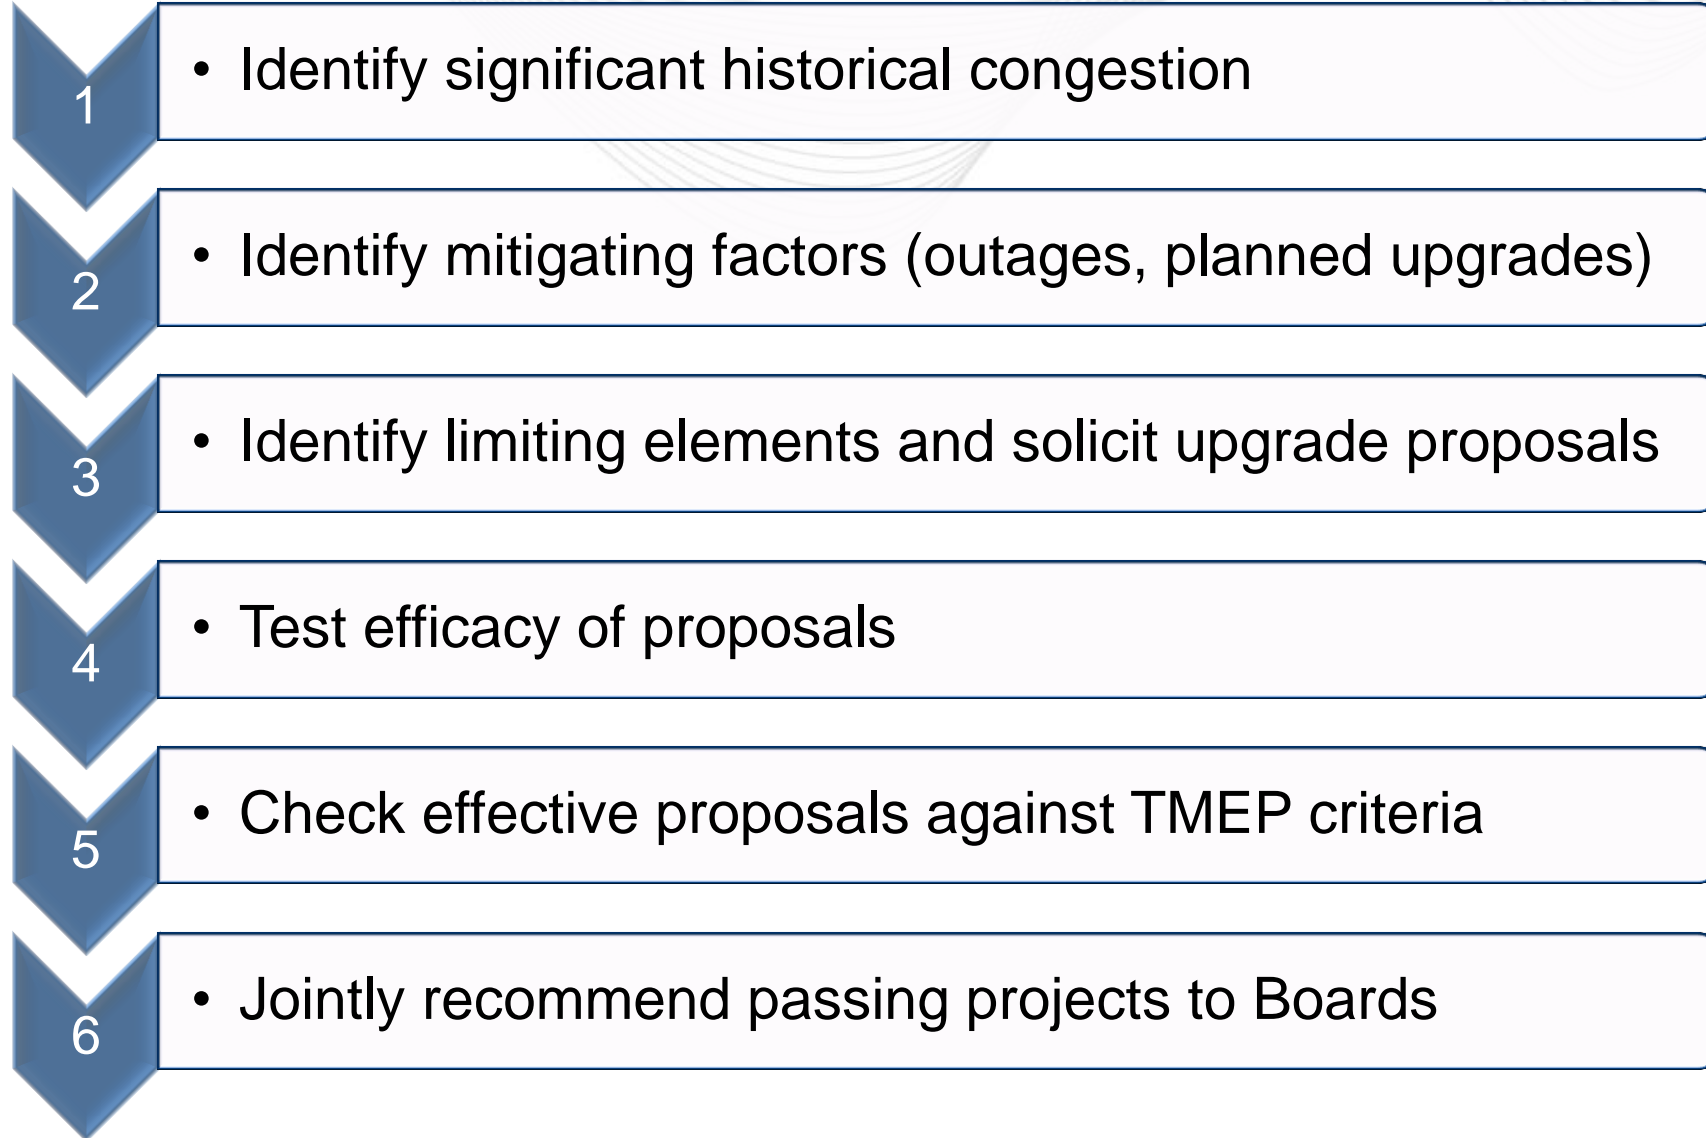 1
• Identify significant historical congestion
2
• Identify mitigating factors (outages, planned upgrades)
3
• Identify limiting elements and solicit upgrade proposals
4
• Test efficacy of proposals
5
• Check effective proposals against TMEP criteria
6
• Jointly recommend passing projects to Boards